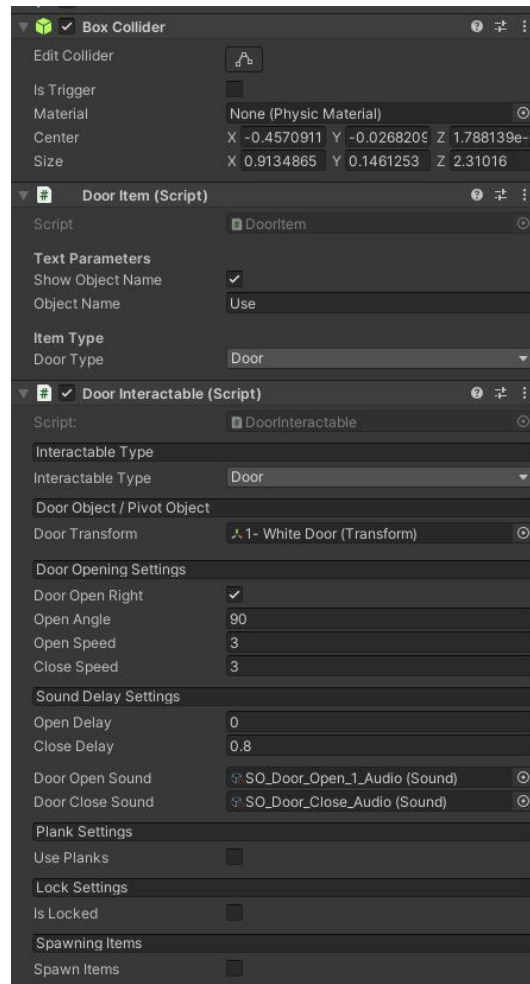 Box Collider
Edit Collider
Is Trigger
Material None (Physic Material)
Center X -0.4570911 Y -0.0268209 Z 1.788139e-
Size X 0.9134865 Y 0.1461253 Z 2.31016
# Door Item (Script)
Script DoorItem
Text Parameters
Show Object Name
Object Name Use
Item Type
Door Type Door
# Door Interactable (Script)
Script: DoorInteractable
Interactable Type
Interactable Type Door
Door Object / Pivot Object
Door Transform 1- White Door (Transform)
Door Opening Settings
Door Open Right
Open Angle 90
Open Speed 3
Close Speed 3
Sound Delay Settings
Open Delay 0
Close Delay 0.8
Door Open Sound SO_Door_Open_1_Audio (Sound)
Door Close Sound SO_Door_Close_Audio (Sound)
Plank Settings
Use Planks
Lock Settings
Is Locked
Spawning Items
Spawn Items